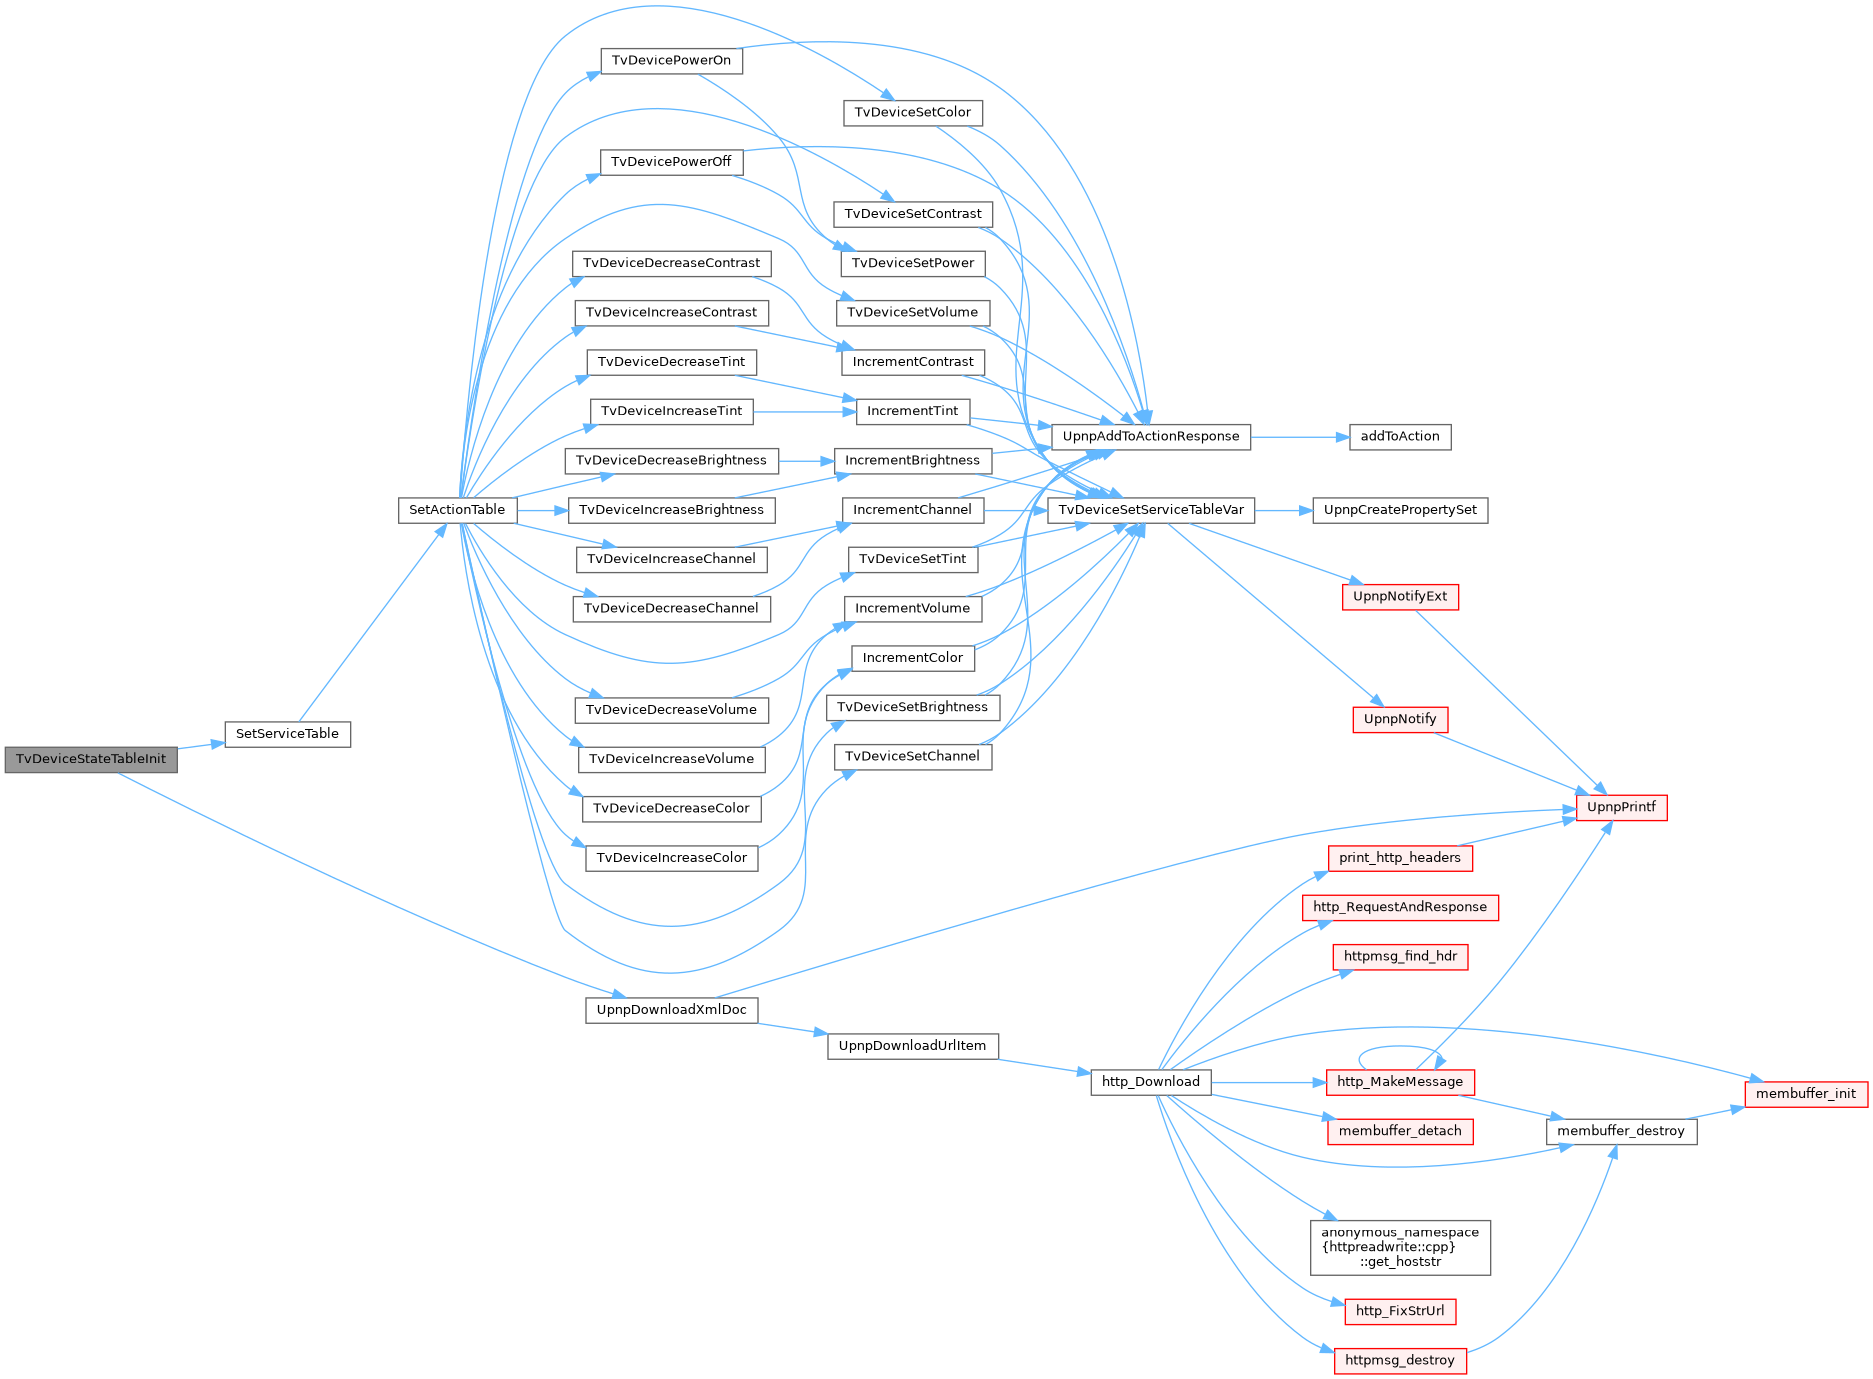 TvDeviceStateTableInit
SetServiceTable
SetActionTable
TvDevicePowerOn
TvDevicePowerOff
TvDeviceDecreaseContrast
TvDeviceIncreaseContrast
TvDeviceDecreaseTint
TvDeviceIncreaseTint
TvDeviceDecreaseBrightness
TvDeviceIncreaseBrightness
TvDeviceIncreaseChannel
TvDeviceDecreaseChannel
TvDeviceDecreaseVolume
TvDeviceIncreaseVolume
TvDeviceDecreaseColor
TvDeviceIncreaseColor
UpnpDownloadXmlDoc
TvDeviceSetColor
TvDeviceSetContrast
TvDeviceSetPower
TvDeviceSetVolume
IncrementContrast
IncrementTint
IncrementBrightness
IncrementChannel
TvDeviceSetTint
IncrementVolume
IncrementColor
TvDeviceSetBrightness
TvDeviceSetChannel
UpnpDownloadUrlItem
UpnpAddToActionResponse
TvDeviceSetServiceTableVar
http_Download
addToAction
UpnpCreatePropertySet
UpnpNotifyExt
UpnpNotify
print_http_headers
http_RequestAndResponse
httpmsg_find_hdr
http_MakeMessage
membuffer_detach
anonymous_namespace
{httpreadwrite::cpp}
::get_hoststr
http_FixStrUrl
httpmsg_destroy
UpnpPrintf
membuffer_destroy
membuffer_init